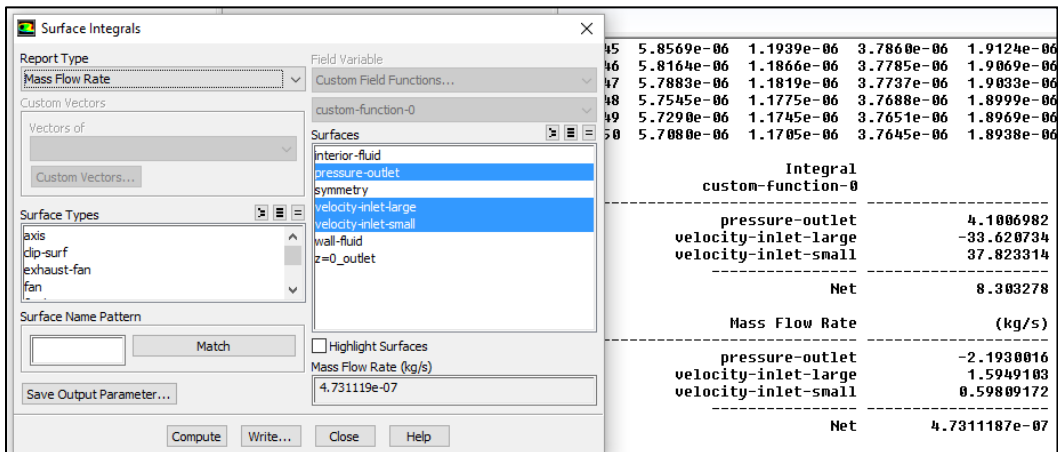 Surface Integrals
Report Type
Mass Flow Rate
Custom Vectors
Vectors of
Custom Vectors...
Surface Types
axis
clip-surf
exhaust-fan
fan
Surface Name Pattern
Match
Save Output Parameter...
Field Variable
Custom Field Functions...
custom-function-0
Surfaces
interior-fluid
pressure-outlet
symmetry
velocity-inlet-large
velocity-inlet-small
wall-fluid
z=0_outlet
Highlight Surfaces
Mass Flow Rate (kg/s)
4.731119e-07
Compute Write... Close Help
45 5.8569e-06 1.1939e-06 3.7860e-06 1.9124e-06
46 5.8164e-06 1.1866e-06 3.7785e-06 1.9069e-06
47 5.7883e-06 1.1819e-06 3.7737e-06 1.9033e-06
48 5.7545e-06 1.1775e-06 3.7688e-06 1.8999e-06
49 5.7290e-06 1.1745e-06 3.7651e-06 1.8969e-06
50 5.7080e-06 1.1705e-06 3.7645e-06 1.8938e-06
Integral
custom-function-0
pressure-outlet 4.1006982
velocity-inlet-large -33.620734
velocity-inlet-small 37.823314
Net 8.303278
Mass Flow Rate (kg/s)
pressure-outlet -2.1930016
velocity-inlet-large 1.5949103
velocity-inlet-small 0.59809172
Net 4.7311187e-07